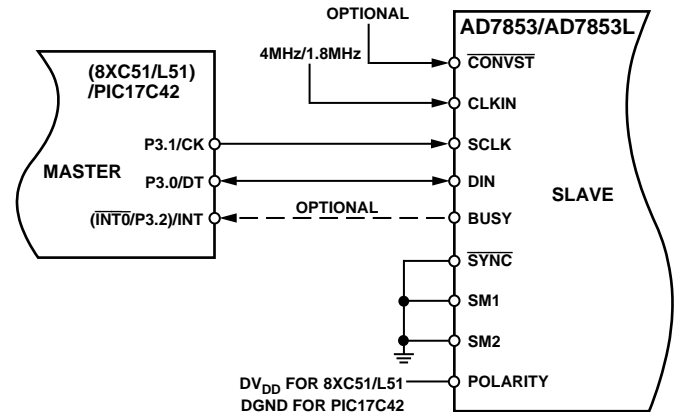 OPTIONAL
AD7853/AD7853L
4MHz/1.8MHz
CONVST
(8XC51/L51)
/PIC17C42
CLKIN
P3.1/CK
SCLK
MASTER
P3.0/DT
DIN
SLAVE
OPTIONAL
(INT0/P3.2)/INT
BUSY
SYNC
SM1
SM2
DVDD FOR 8XC51/L51
POLARITY
DGND FOR PIC17C42